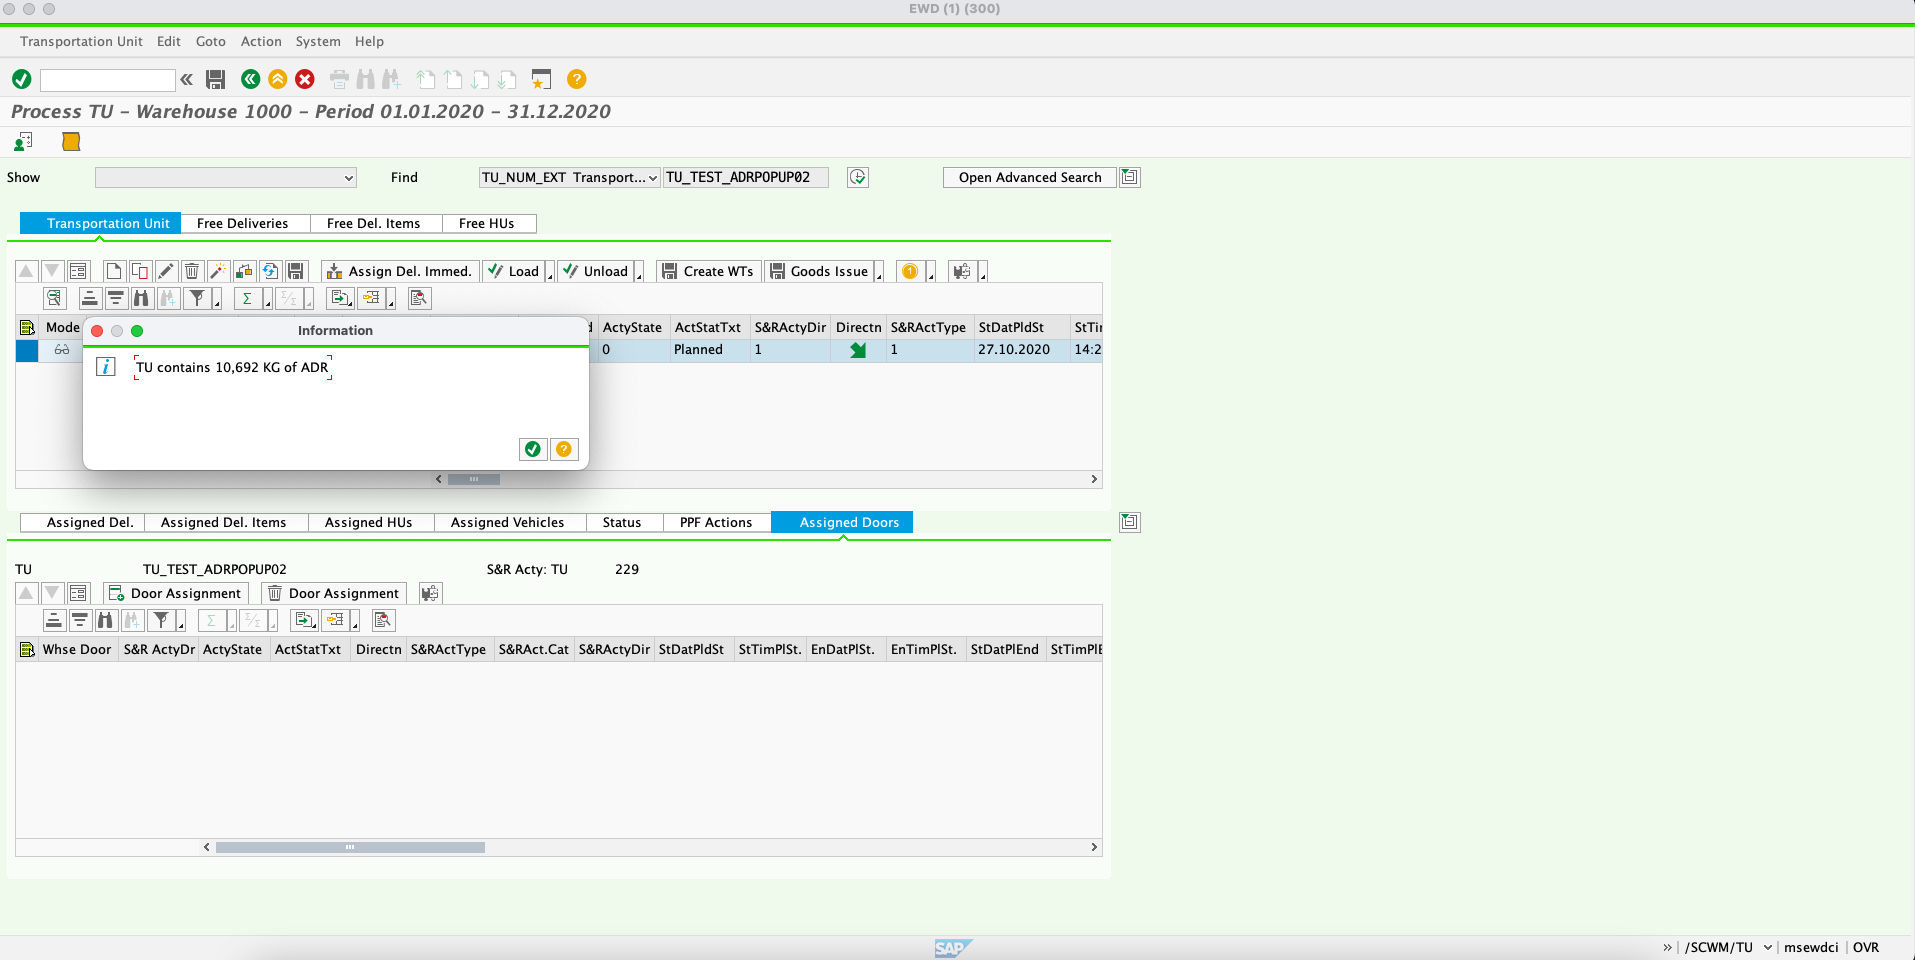 EWD (1) (300)
Transportation Unit Edit Goto Action System Help
Process TU – Warehouse 1000 – Period 01.01.2020 – 31.12.2020
Show Find TU_NUM_EXT Transport... TU_TEST_ADRPOPUP02 Open Advanced Search
Transportation Unit Free Deliveries Free Del. Items Free HUs
Assign Del. Immed. Load Unload Create WTs Goods Issue
Mode ActyState ActStatTxt S&RActyDir Directn S&RActType StDatPldSt
0 Planned 1 1 27.10.2020 14:2
Information
TU contains 10,692 KG of ADR
Assigned Del. Assigned Del. Items Assigned HUs Assigned Vehicles Status PPF Actions Assigned Doors
TU TU_TEST_ADRPOPUP02 S&R Acty: TU 229
Door Assignment Door Assignment
Whse Door S&R ActyDr ActyState ActStatTxt Directn S&RActType S&RAct.Cat S&RActyDir StDatPldSt StTimPlSt. EnDatPlSt. EnTimPlSt. StDatPlEnd
SAP » /SCWM/TU msewdci OVR